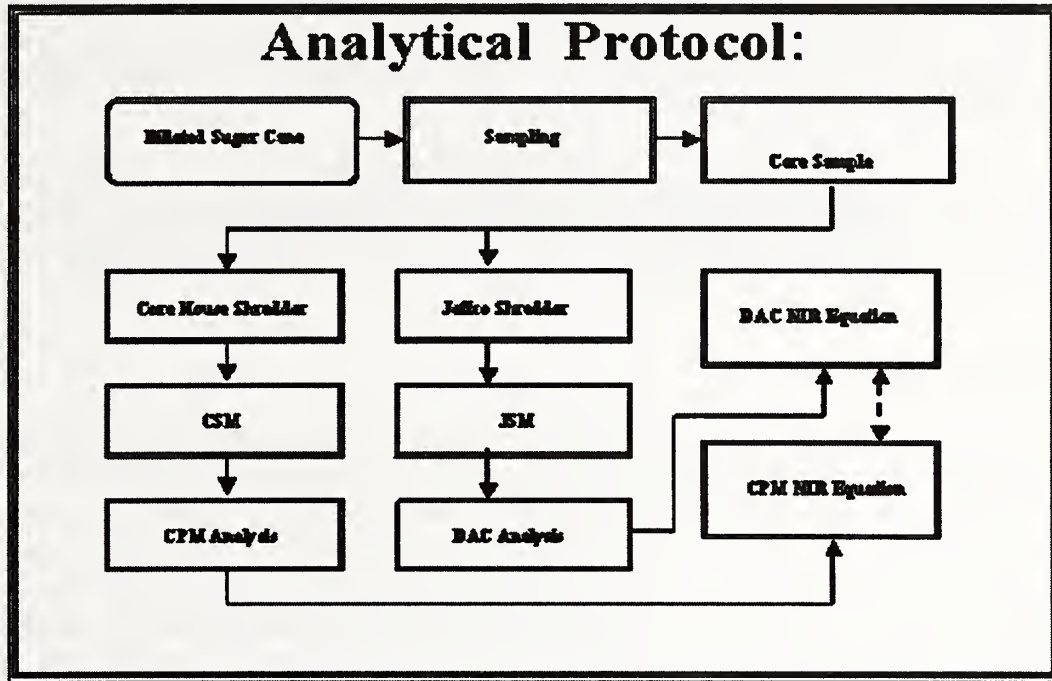 Analytical Protocol:
Billeted Sugar Cane
Sampling
Core Sample
Core House Shredder
Jeffco Shredder
DAC NIR Equation
CSM
JSM
CPM NIR Equation
CPM Analysis
DAC Analysis